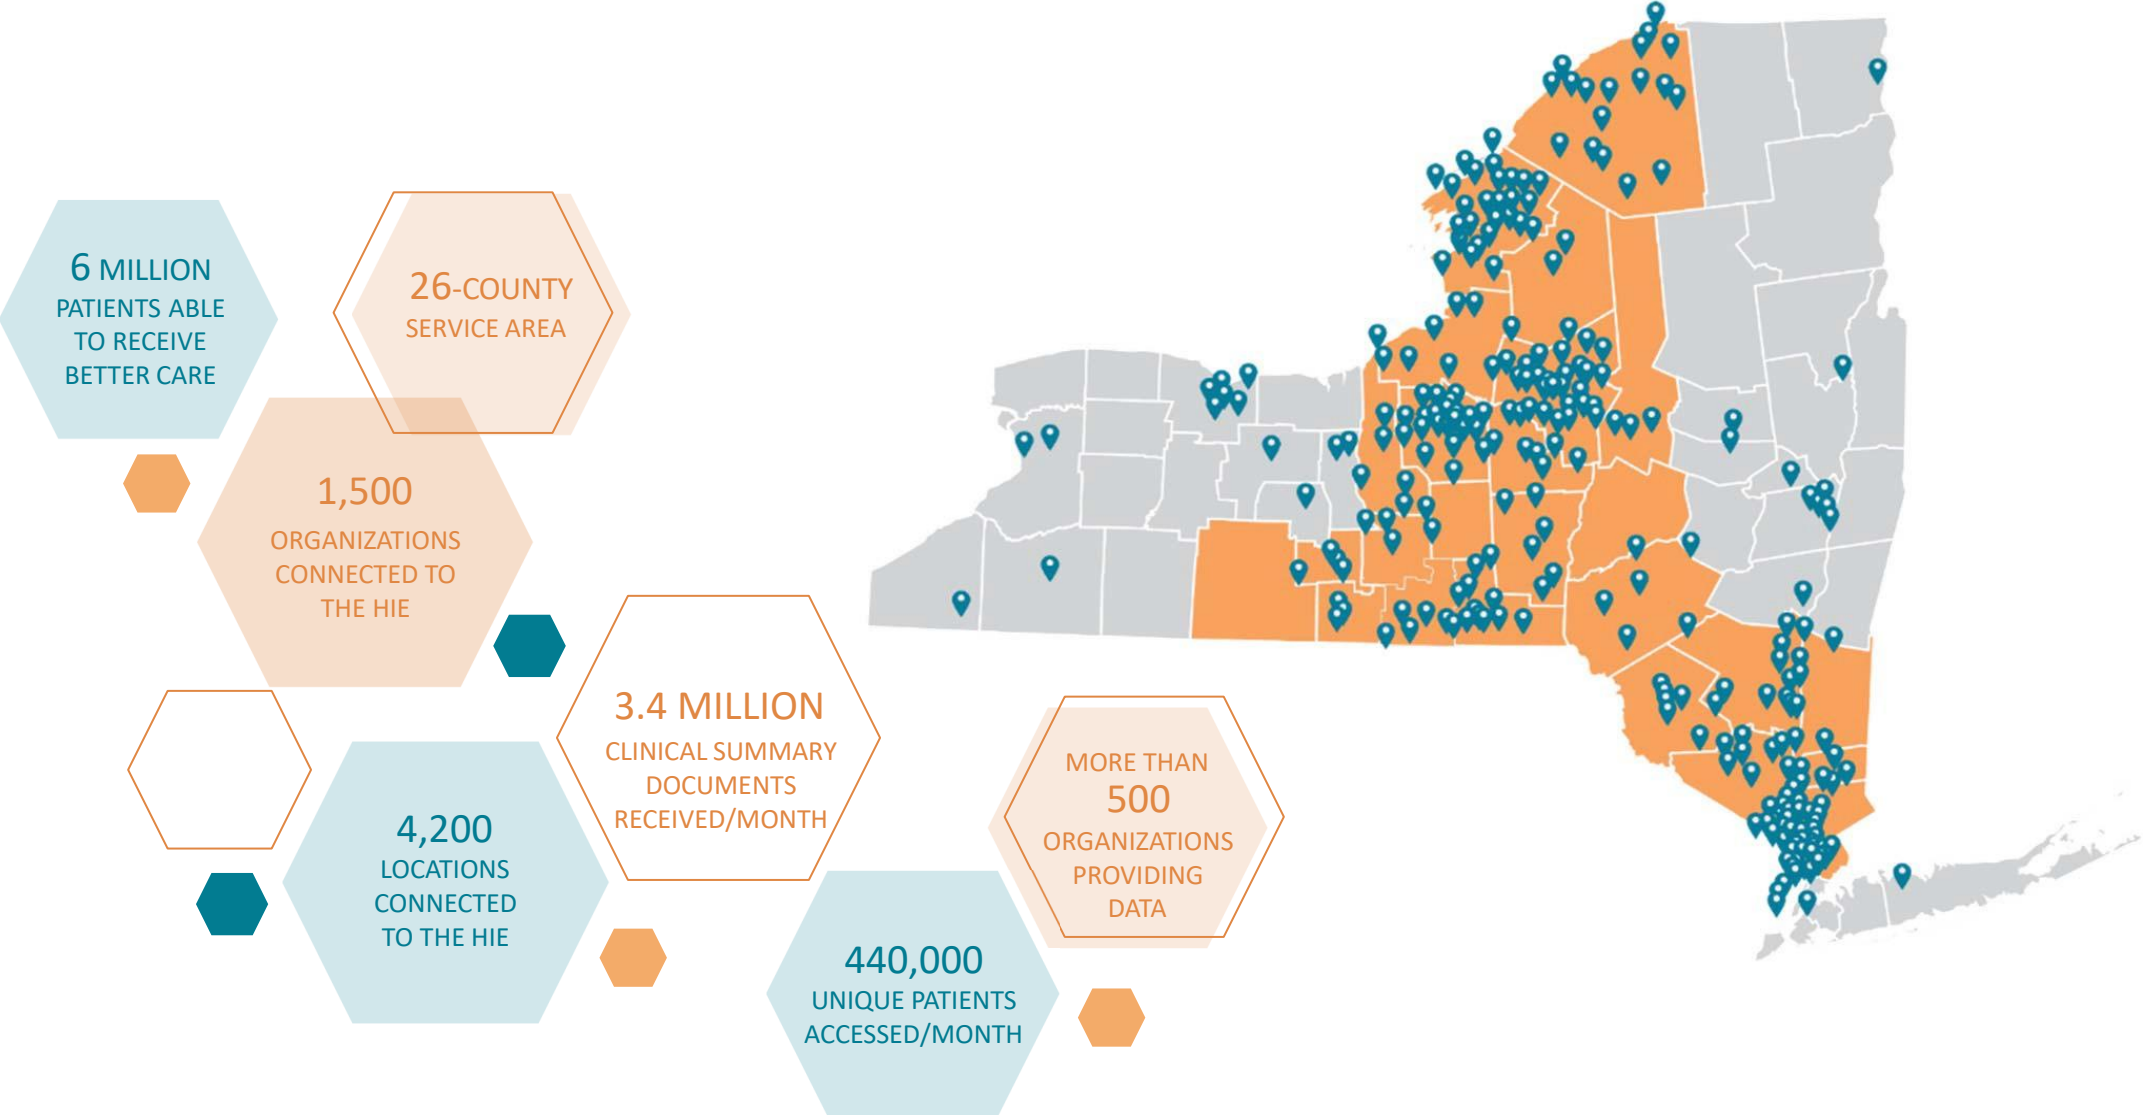 6 MILLION
PATIENTS ABLE
TO RECEIVE
BETTER CARE
26-COUNTY
SERVICE AREA
1,500
ORGANIZATIONS
CONNECTED TO
THE HIE
3.4 MILLION
CLINICAL SUMMARY
DOCUMENTS
RECEIVED/MONTH
4,200
LOCATIONS
CONNECTED
TO THE HIE
MORE THAN
500
ORGANIZATIONS
PROVIDING
DATA
440,000
UNIQUE PATIENTS
ACCESSED/MONTH